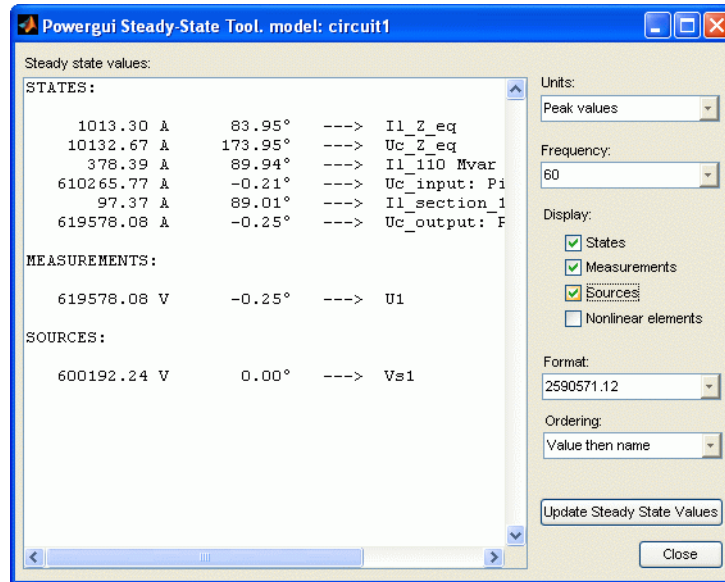 Powergui Steady-State Tool. model: circuit1
Steady state values:
STATES:
1013.30 A 83.95° ---> Il_Z_eq
10132.67 A 173.95° ---> Uc_Z_eq
378.39 A 89.94° ---> Il_110 Mvar
610265.77 A -0.21° ---> Uc_input: Pi
97.37 A 89.01° ---> Il_section_1
619578.08 A -0.25° ---> Uc_output: P
MEASUREMENTS:
619578.08 V -0.25° ---> U1
SOURCES:
600192.24 V 0.00° ---> Vs1
Units:
Peak values
Frequency:
60
Display:
States
Measurements
Sources
Nonlinear elements
Format:
2590571.12
Ordering:
Value then name
Update Steady State Values
Close